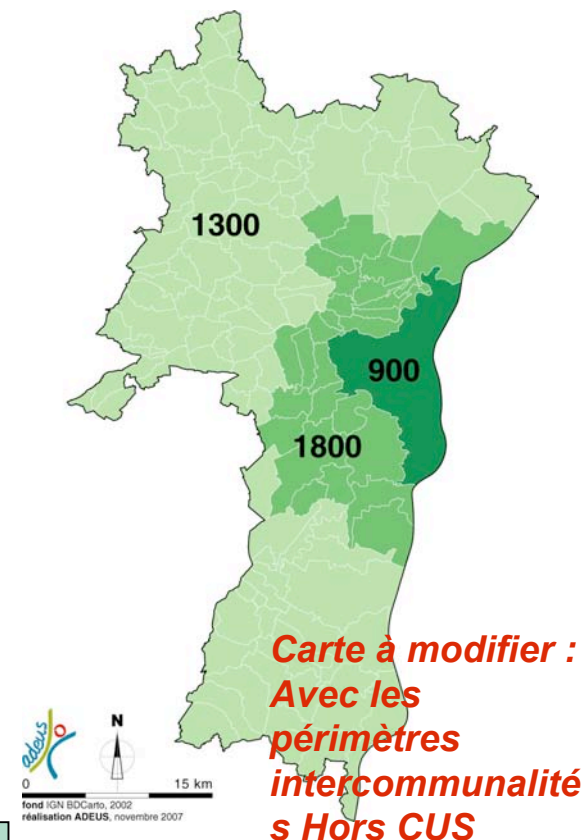 1300
900
1800
Carte à modifier :
Avec les
périmètres
intercommunalité
s Hors CUS
adeus
N
0
15 km
fond IGN BDCarto, 2002
réalisation ADEUS, novembre 2007